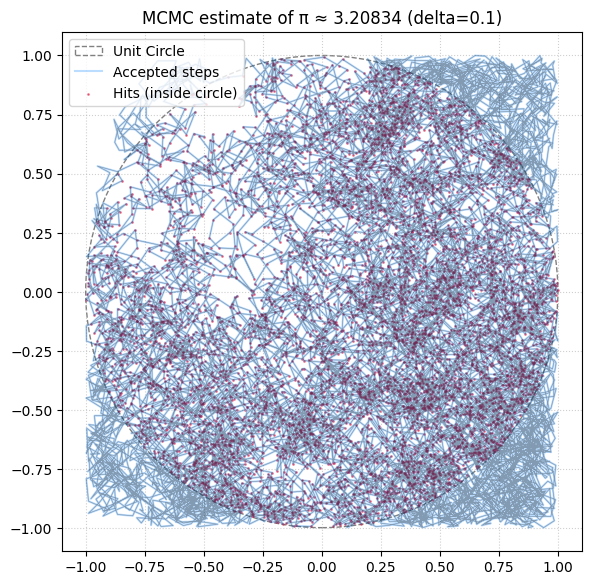 MCMC estimate of π ≈ 3.20834 (delta=0.1)
Unit Circle
Accepted steps
Hits (inside circle)
1.00
0.75
0.50
0.25
0.00
−0.25
−0.50
−0.75
−1.00
−1.00 −0.75 −0.50 −0.25 0.00 0.25 0.50 0.75 1.00